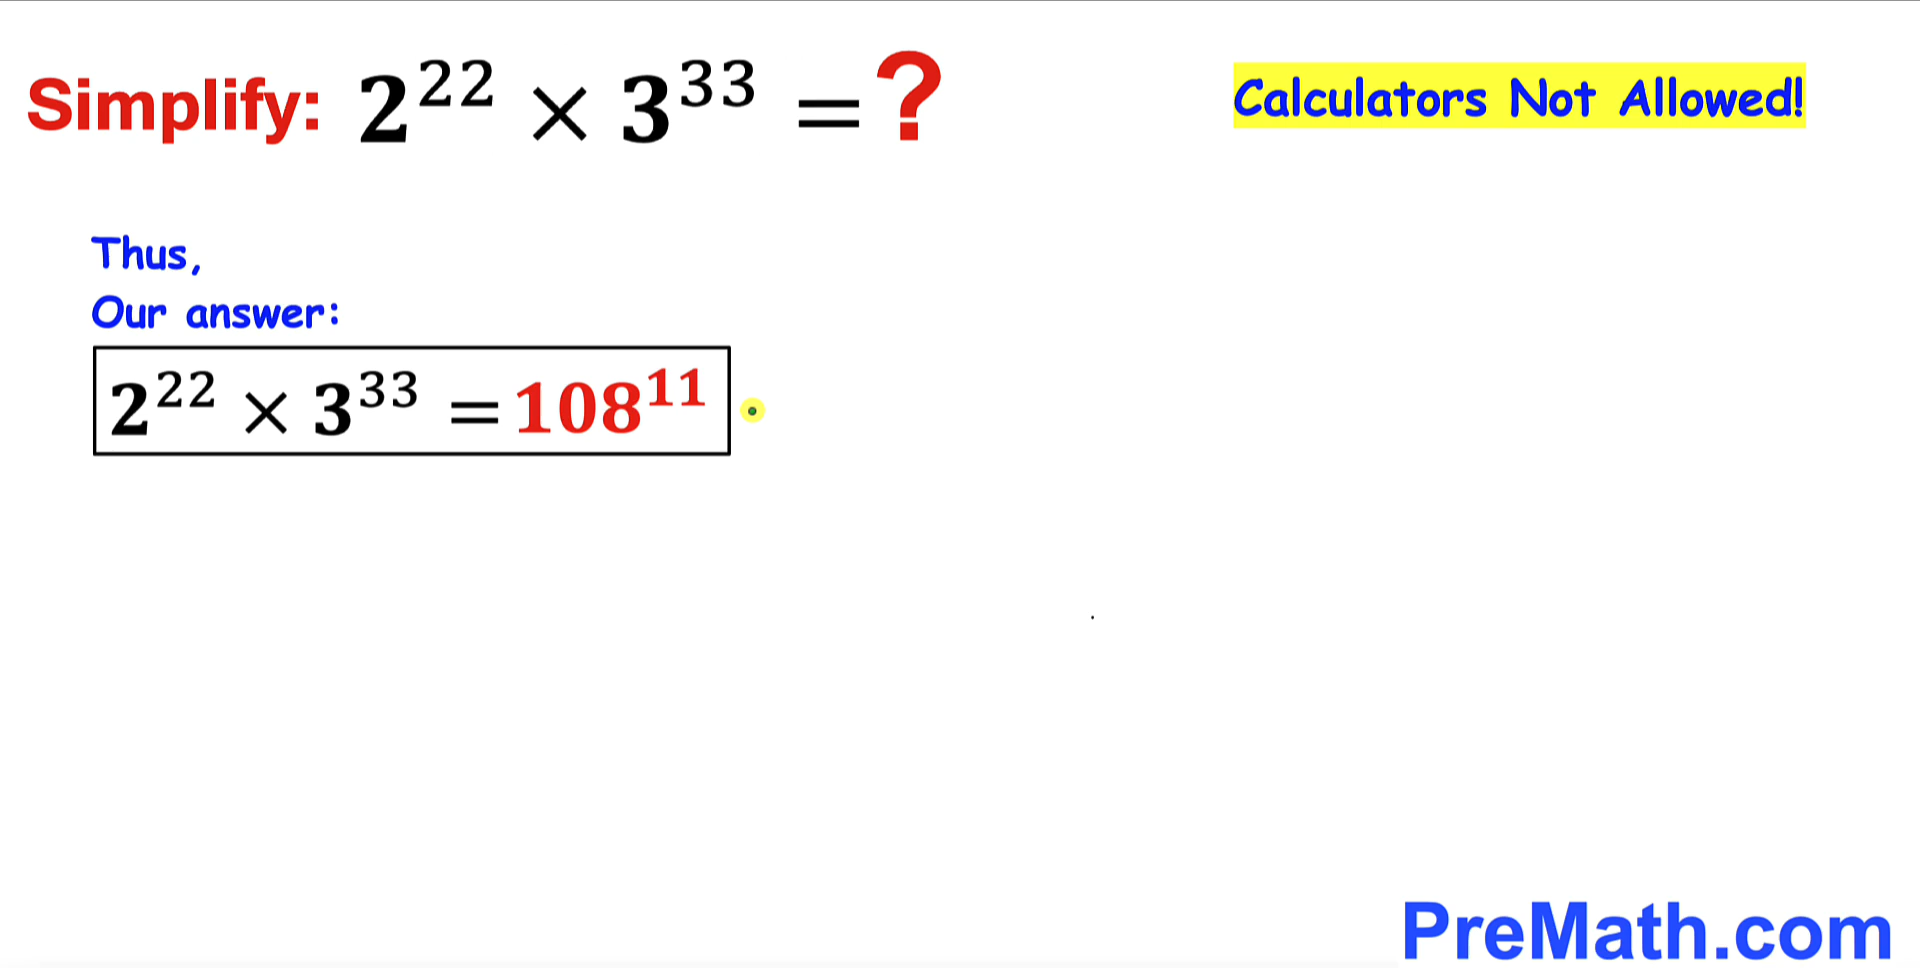 Simplify: 2²² × 3³³ = ?
Calculators Not Allowed!
Thus,
Our answer:
2²² × 3³³ = 108¹¹
PreMath.com